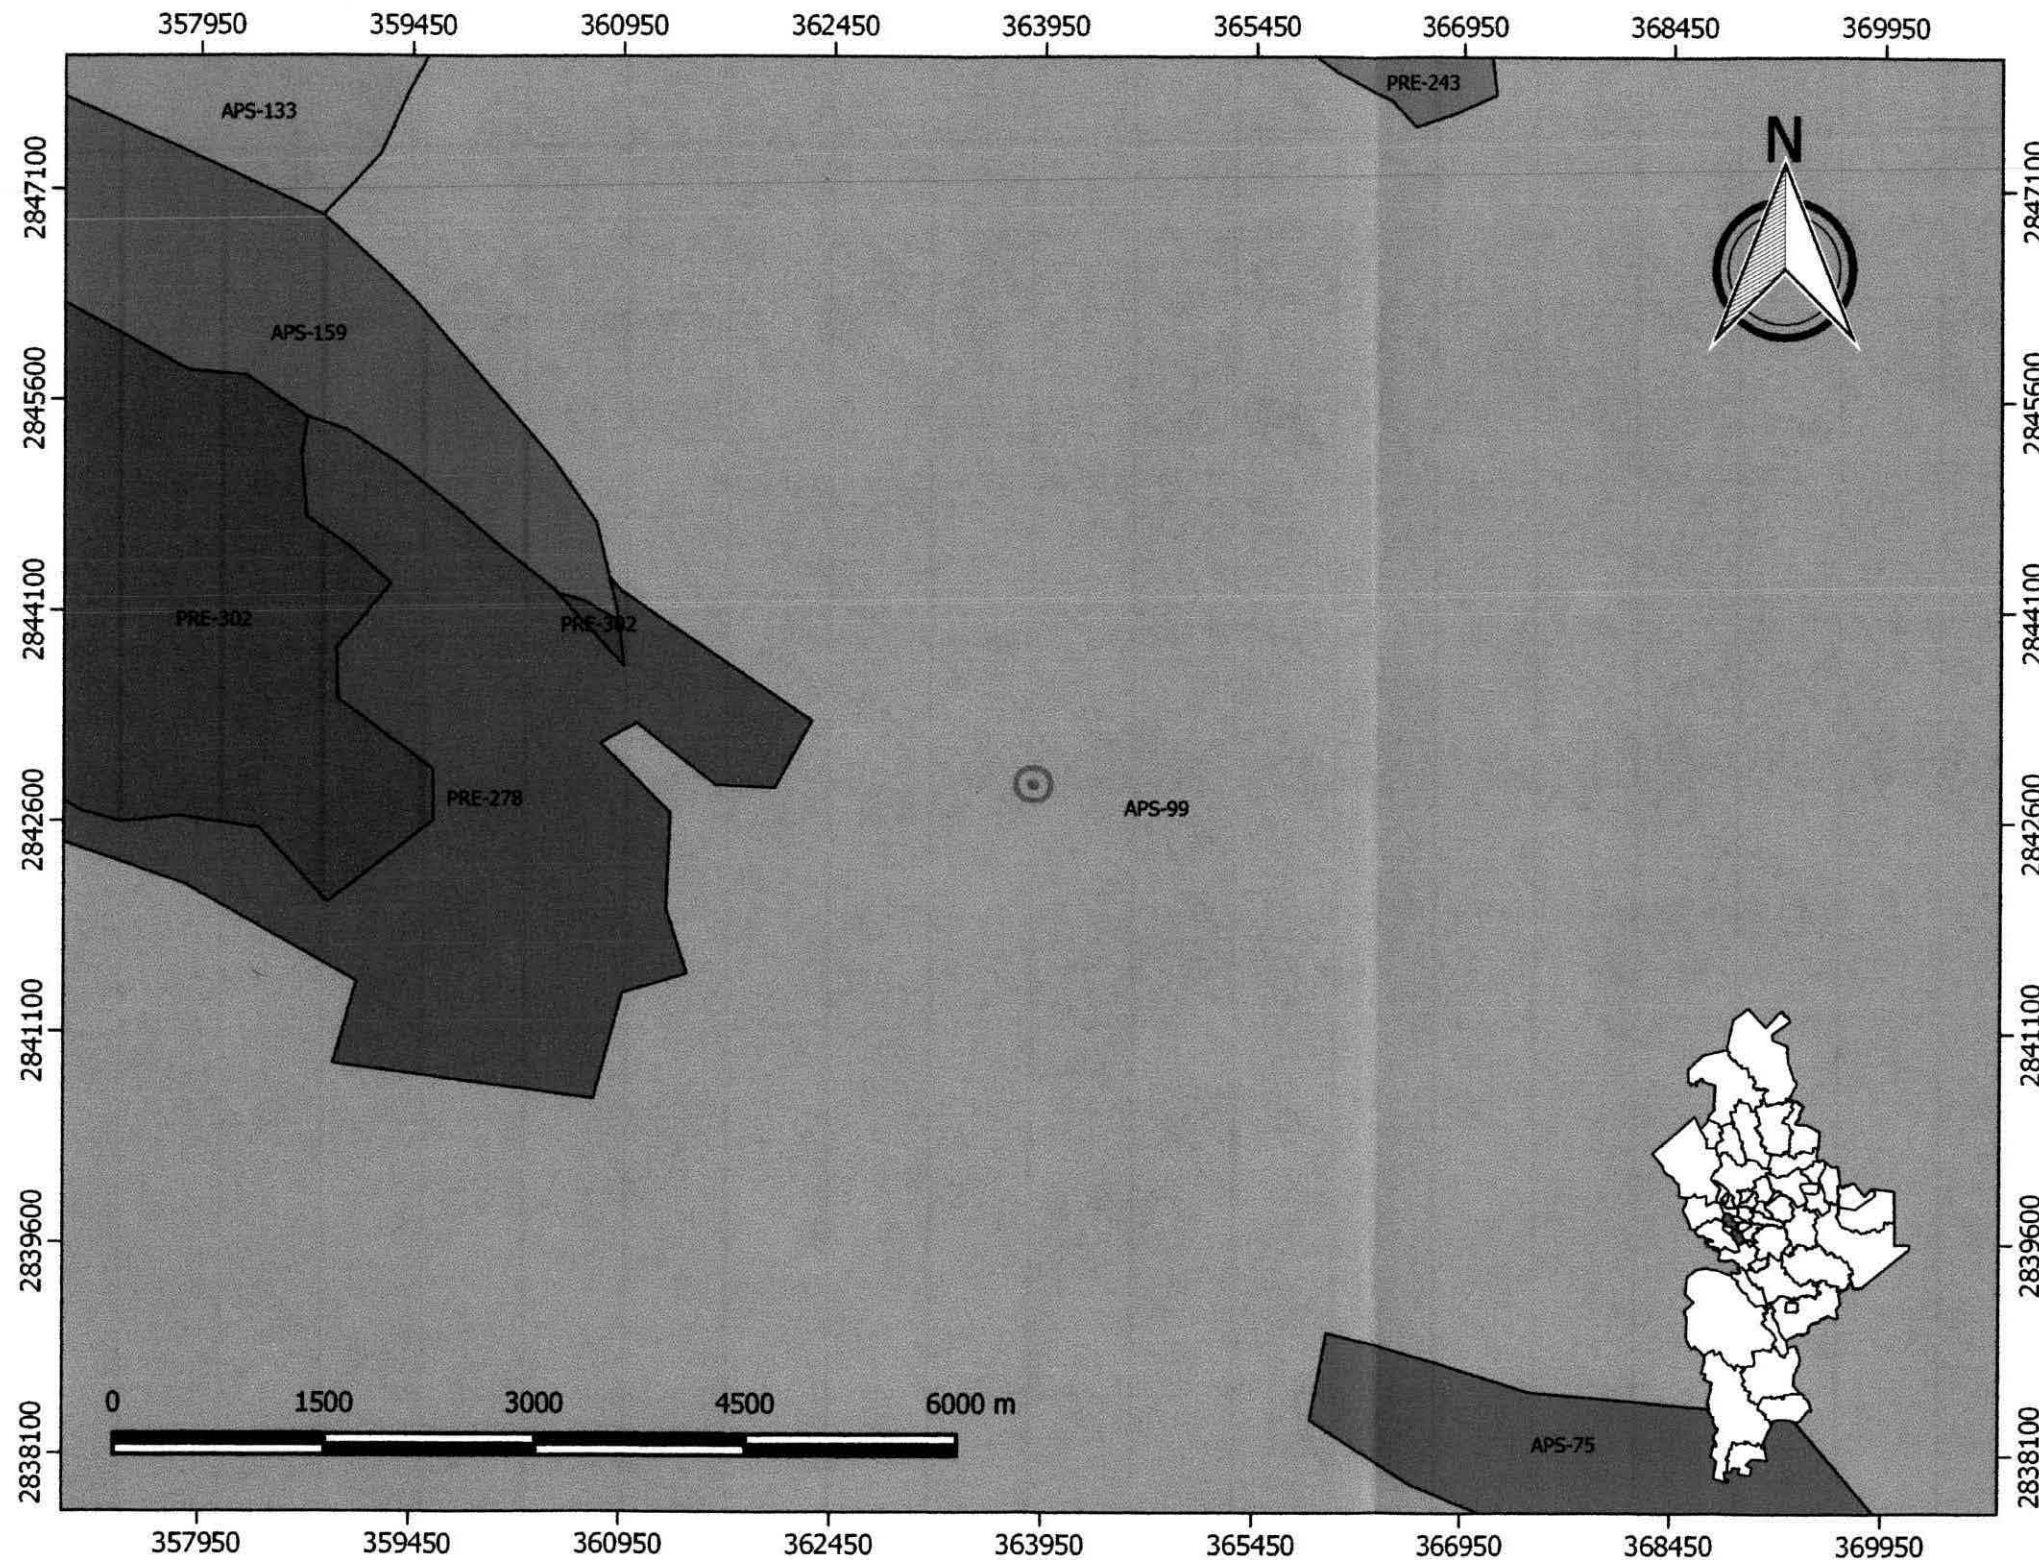 357950 359450 360950 362450 363950 365450 366950 368450 369950
PRE-243
APS-133
N
2847100 2847100
APS-159
2845600 2845600
2844100 2844100
PRE-302 PRE-302
PRE-278 APS-99
2842600 2842600
2841100 2841100
2839600 2839600
0 1500 3000 4500 6000 m
APS-75
2838100 2838100
357950 359450 360950 362450 363950 365450 366950 368450 369950